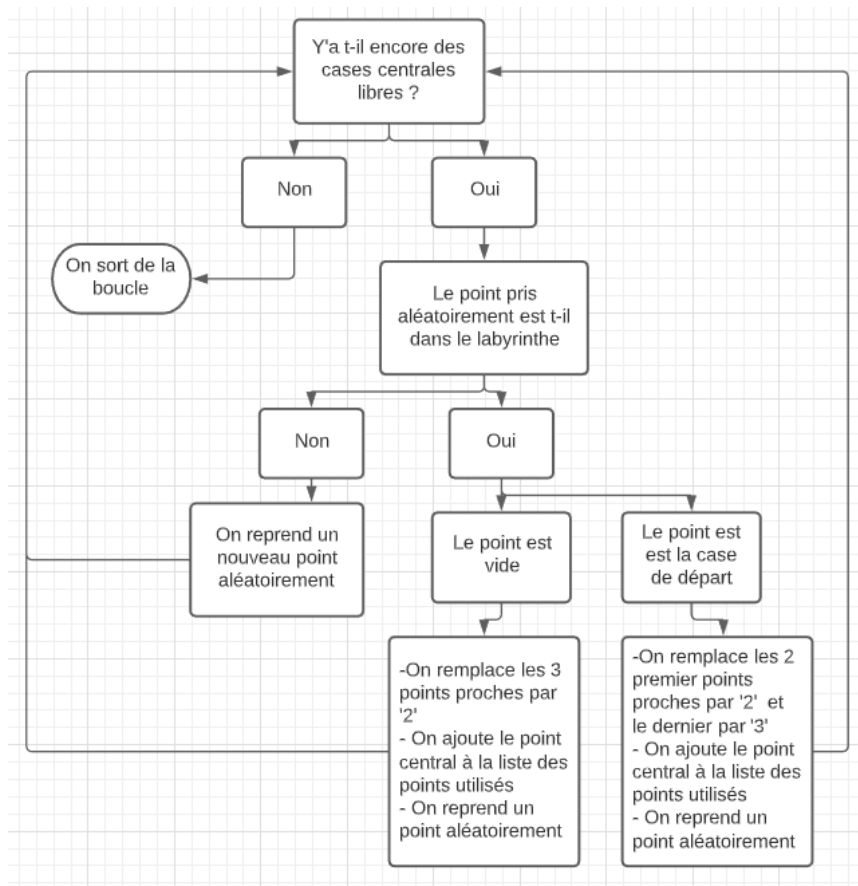 Y'a t-il encore des
cases centrales
libres ?
Non
Oui
On sort de la
boucle
Le point pris
aléatoirement est t-il
dans le labyrinthe
Non
Oui
On reprend un
nouveau point
aléatoirement
Le point est
vide
Le point est
est la case
de départ
-On remplace les 3
points proches par
'2'
- On ajoute le point
central à la liste des
points utilisés
- On reprend un
point aléatoirement
-On remplace les 2
premier points
proches par '2' et
le dernier par '3'
- On ajoute le point
central à la liste des
points utilisés
- On reprend un
point aléatoirement